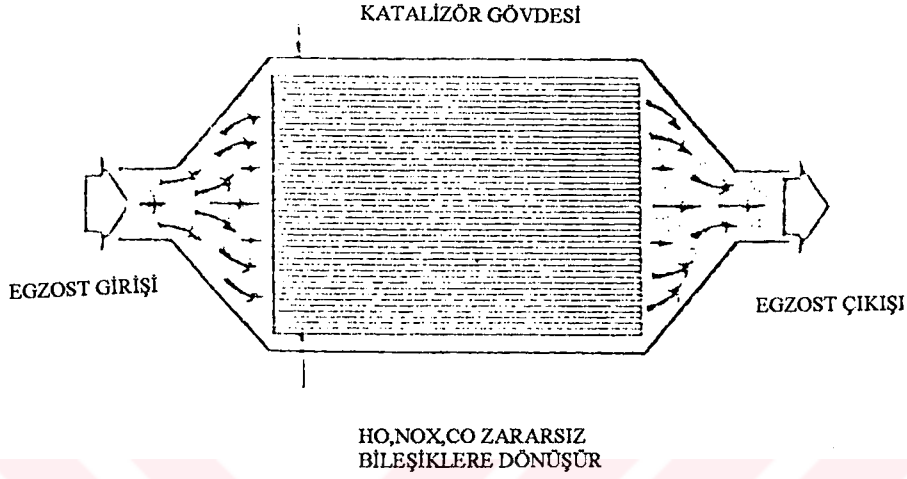 KATALİZÖR GÖVDESİ
EGZOST GİRİŞİ
EGZOST ÇIKIŞI
HO,NOX,CO ZARARSIZ
BİLEŞİKLERE DÖNÜŞÜR